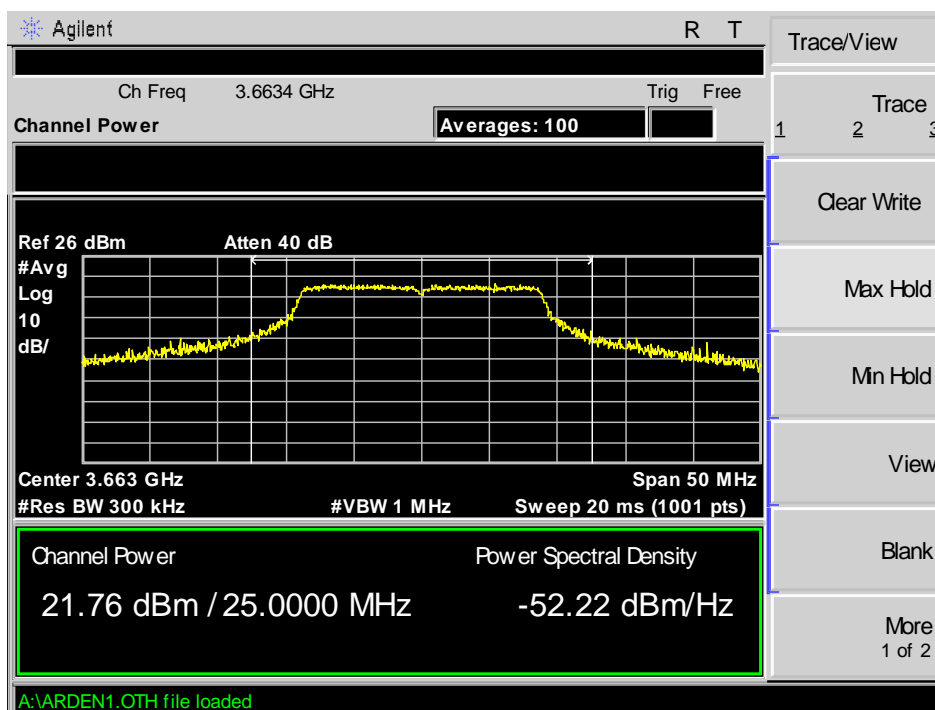 Agilent R T
Ch Freq 3.6634 GHz Trig Free
Channel Power Averages: 100
Ref 26 dBm Atten 40 dB
#Avg
Log
10
dB/
Center 3.663 GHz Span 50 MHz
#Res BW 300 kHz #VBW 1 MHz Sweep 20 ms (1001 pts)
Channel Power Power Spectral Density
21.76 dBm / 25.0000 MHz -52.22 dBm/Hz
A:\ARDEN1.OTH file loaded
Trace/View
Trace
1 2 3
Clear Write
Max Hold
Min Hold
View
Blank
More
1 of 2